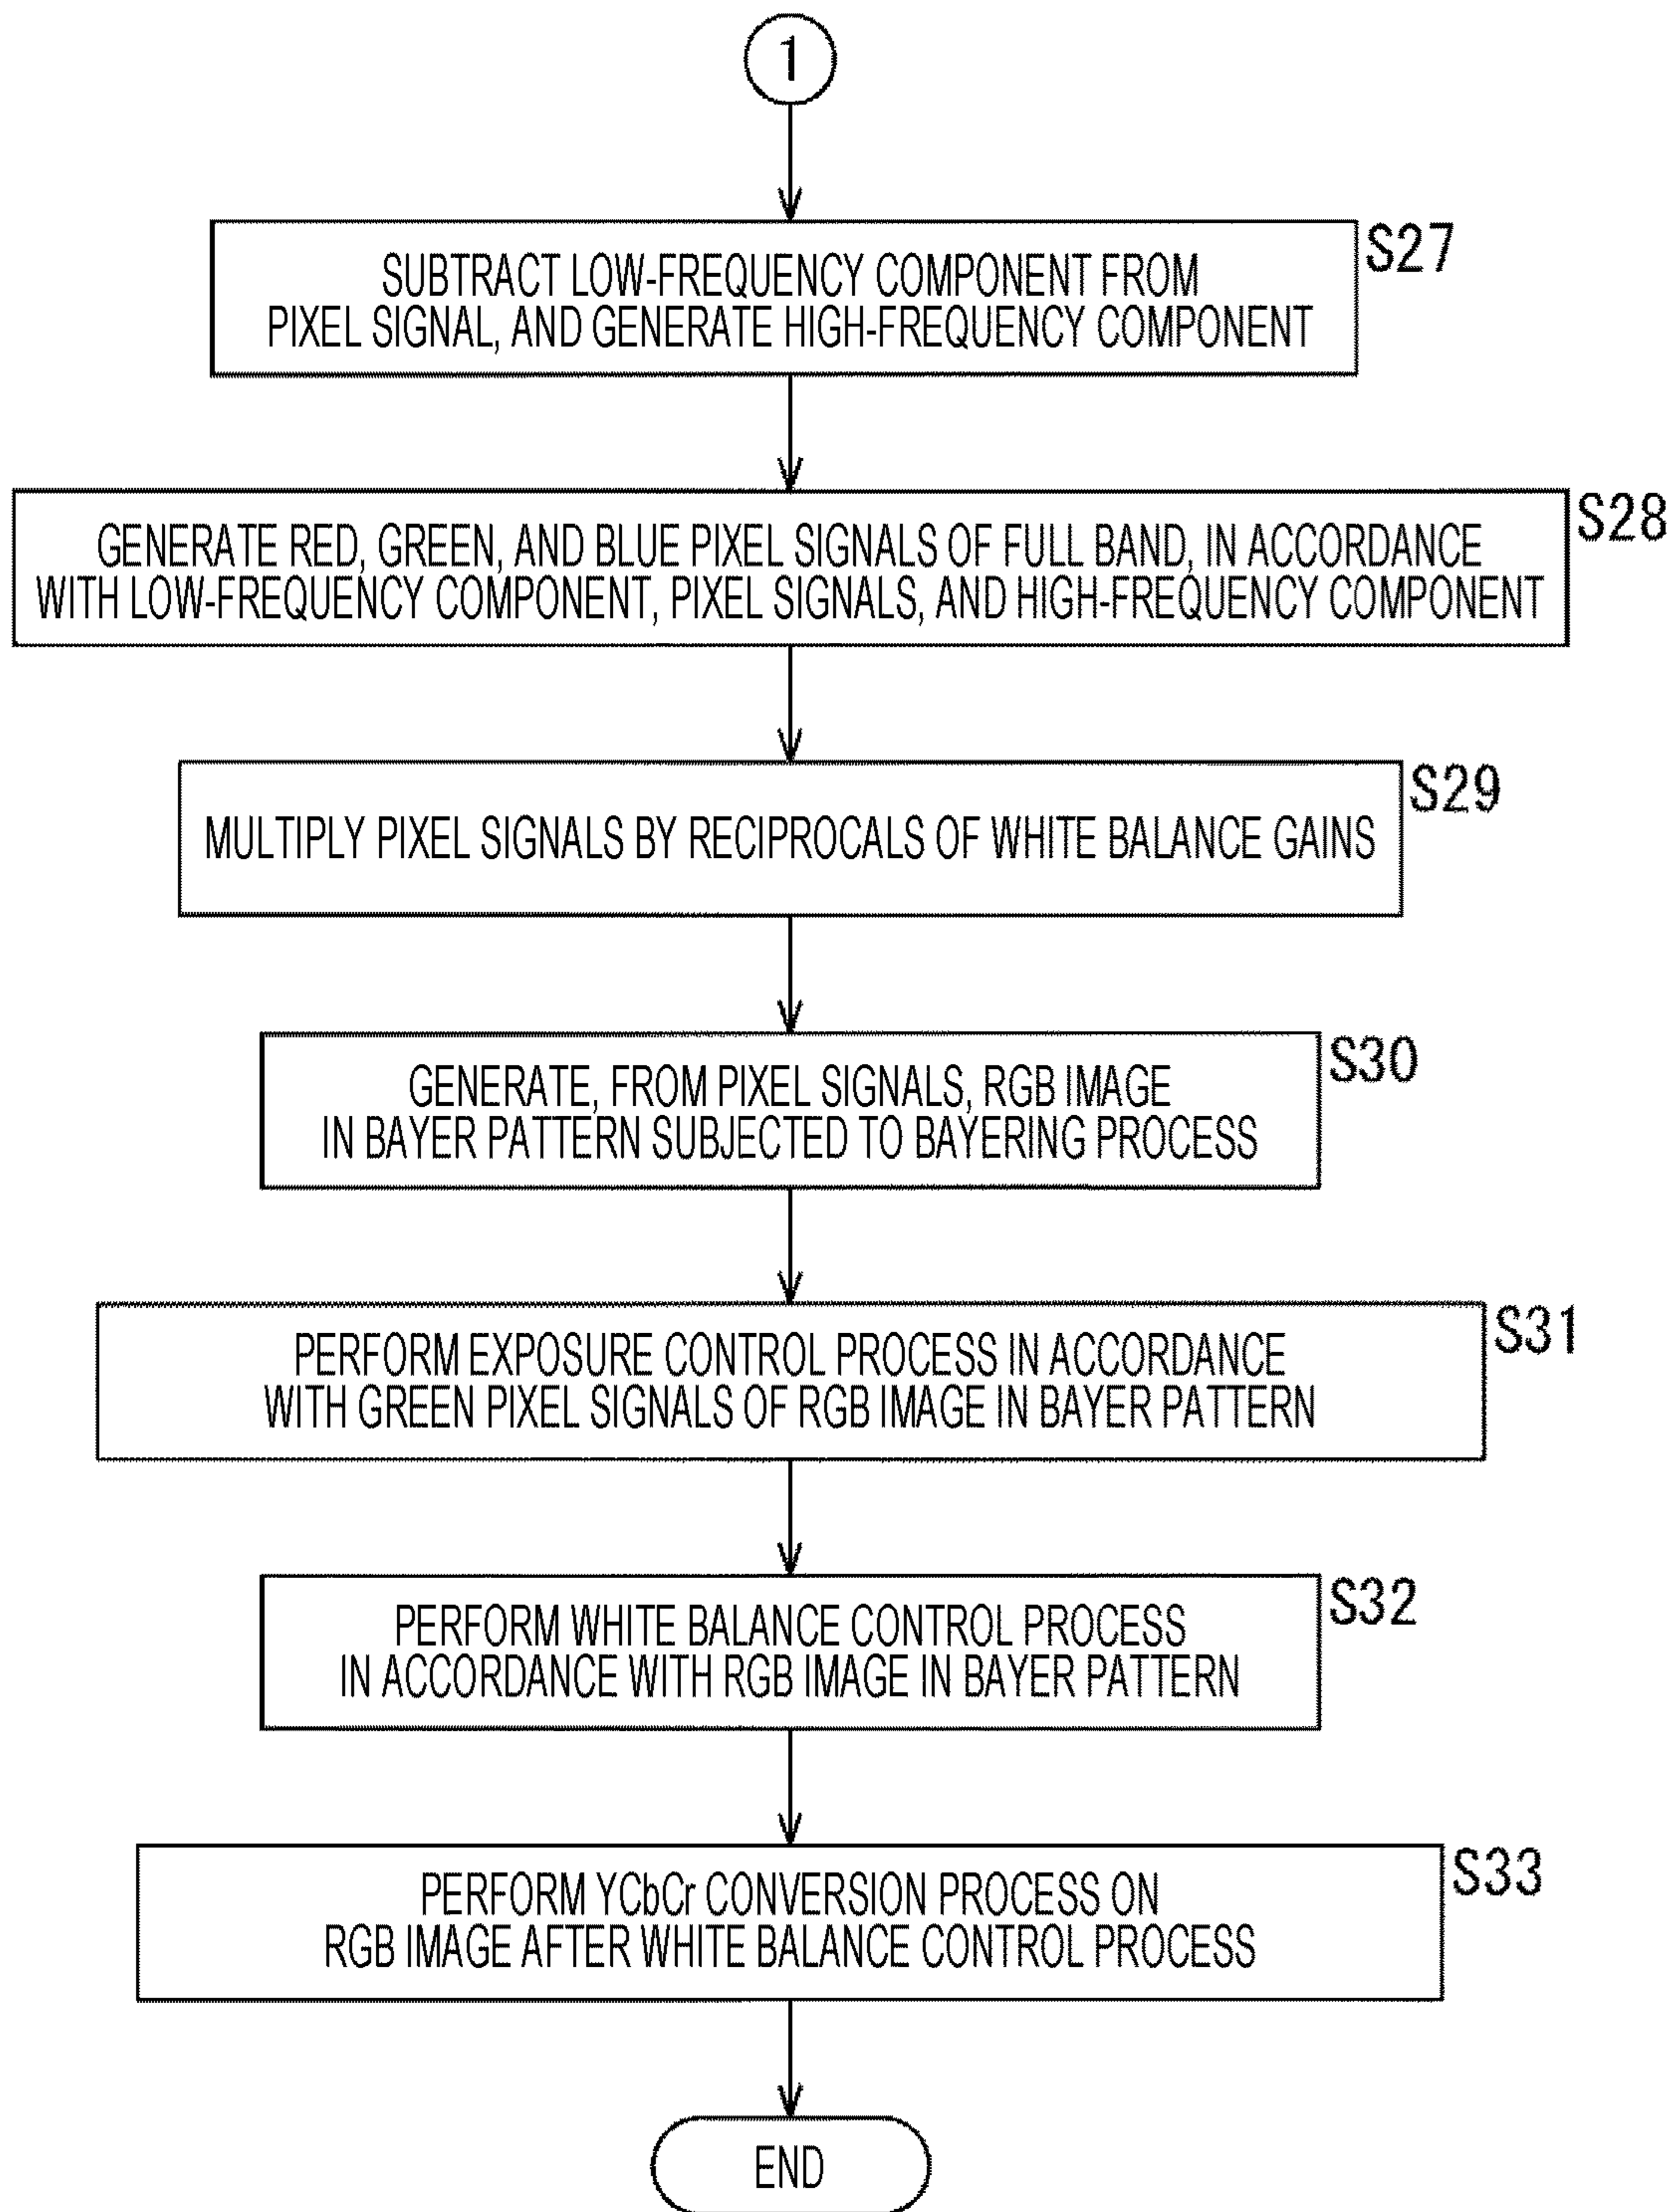 1
S27
SUBTRACT LOW-FREQUENCY COMPONENT FROM
PIXEL SIGNAL, AND GENERATE HIGH-FREQUENCY COMPONENT
S28
GENERATE RED, GREEN, AND BLUE PIXEL SIGNALS OF FULL BAND, IN ACCORDANCE
WITH LOW-FREQUENCY COMPONENT, PIXEL SIGNALS, AND HIGH-FREQUENCY COMPONENT
S29
MULTIPLY PIXEL SIGNALS BY RECIPROCALS OF WHITE BALANCE GAINS
S30
GENERATE, FROM PIXEL SIGNALS, RGB IMAGE
IN BAYER PATTERN SUBJECTED TO BAYERING PROCESS
S31
PERFORM EXPOSURE CONTROL PROCESS IN ACCORDANCE
WITH GREEN PIXEL SIGNALS OF RGB IMAGE IN BAYER PATTERN
S32
PERFORM WHITE BALANCE CONTROL PROCESS
IN ACCORDANCE WITH RGB IMAGE IN BAYER PATTERN
S33
PERFORM YCbCr CONVERSION PROCESS ON
RGB IMAGE AFTER WHITE BALANCE CONTROL PROCESS
END